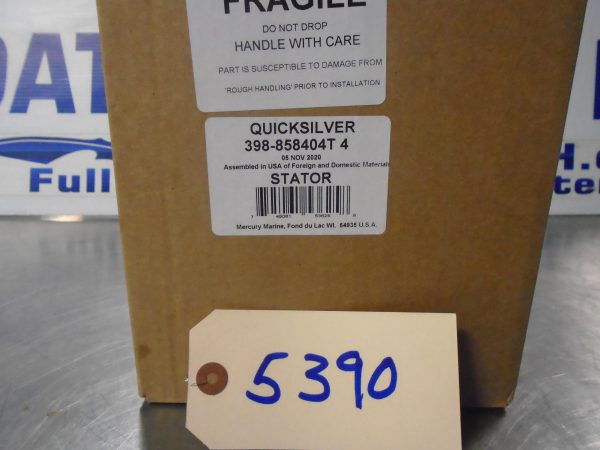 FRAGILE
DO NOT DROP
HANDLE WITH CARE
PART IS SUSCEPTIBLE TO DAMAGE FROM
'ROUGH HANDLING' PRIOR TO INSTALLATION
QUICKSILVER
398-858404T 4
05 NOV 2020
Assembled in USA of Foreign and Domestic Materials
STATOR
Mercury Marine, Fond du Lac WI. 54935 U.S.A.
OAT
Full
5390